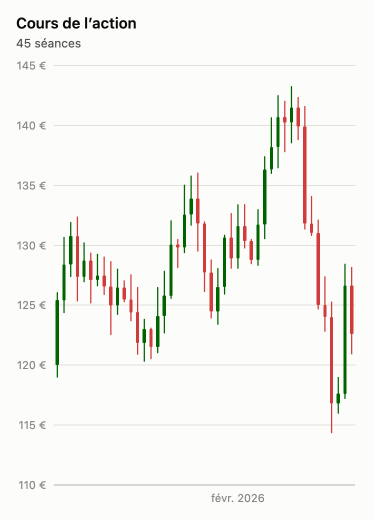 Cours de l’action
45 séances
145 €
140 €
135 €
130 €
125 €
120 €
115 €
110 €
févr. 2026